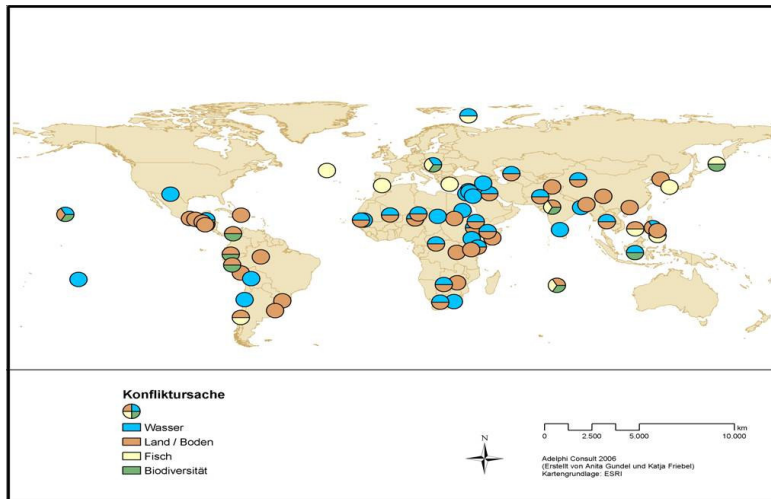 Konfliktursache
Wasser
Land / Boden
Fisch
Biodiversität
N
0 2.500 5.000 10.000
km
Adelphi Consult 2006
(Erstellt von Anita Gundel und Katja Friebel)
Kartengrundlage: ESRI